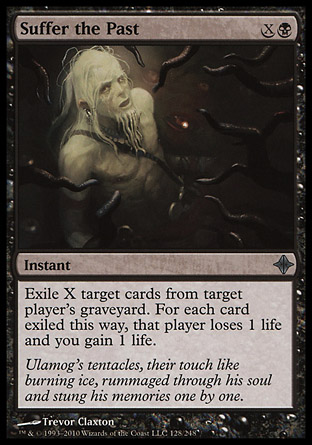 Suffer the Past X
Instant
Exile X target cards from target
player's graveyard. For each card
exiled this way, that player loses 1 life
and you gain 1 life.
Ulamog's tentacles, their touch like
burning ice, rummaged through his soul
and stung his memories one by one.
Trevor Claxton
™ & © 1993–2010 Wizards of the Coast LLC 128/248